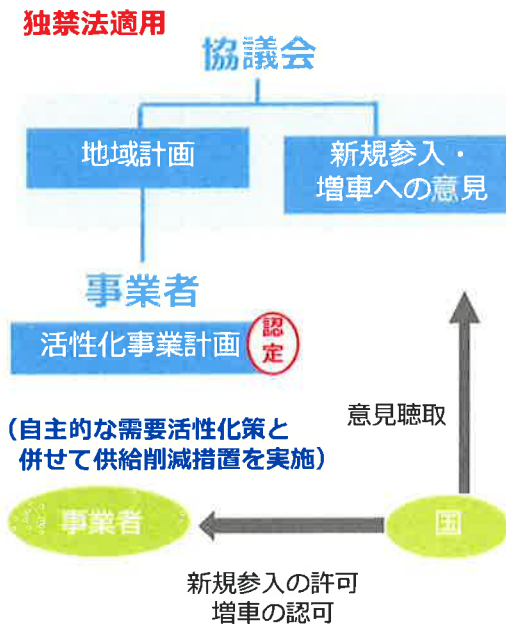 独禁法適用
協議会
地域計画
新規参入・
増車への意見
事業者
活性化事業計画
認定
意見聴取
（自主的な需要活性化策と
併せて供給削減措置を実施）
事業者
国
新規参入の許可
増車の認可